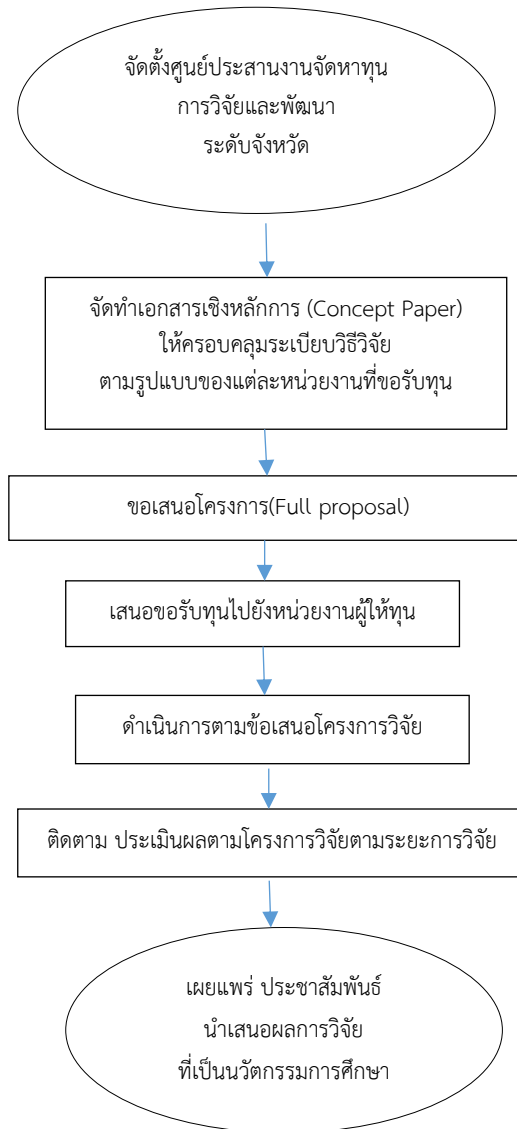 จัดตั้งศูนย์ประสานงานจัดหาทุน
การวิจัยและพัฒนา
ระดับจังหวัด
จัดทำเอกสารเชิงหลักการ (Concept Paper)
ให้ครอบคลุมระเบียบวิธีวิจัย
ตามรูปแบบของแต่ละหน่วยงานที่ขอรับทุน
ขอเสนอโครงการ(Full proposal)
เสนอขอรับทุนไปยังหน่วยงานผู้ให้ทุน
ดำเนินการตามข้อเสนอโครงการวิจัย
ติดตาม ประเมินผลตามโครงการวิจัยตามระยะการวิจัย
เผยแพร่ ประชาสัมพันธ์
นำเสนอผลการวิจัย
ที่เป็นนวัตกรรมการศึกษา